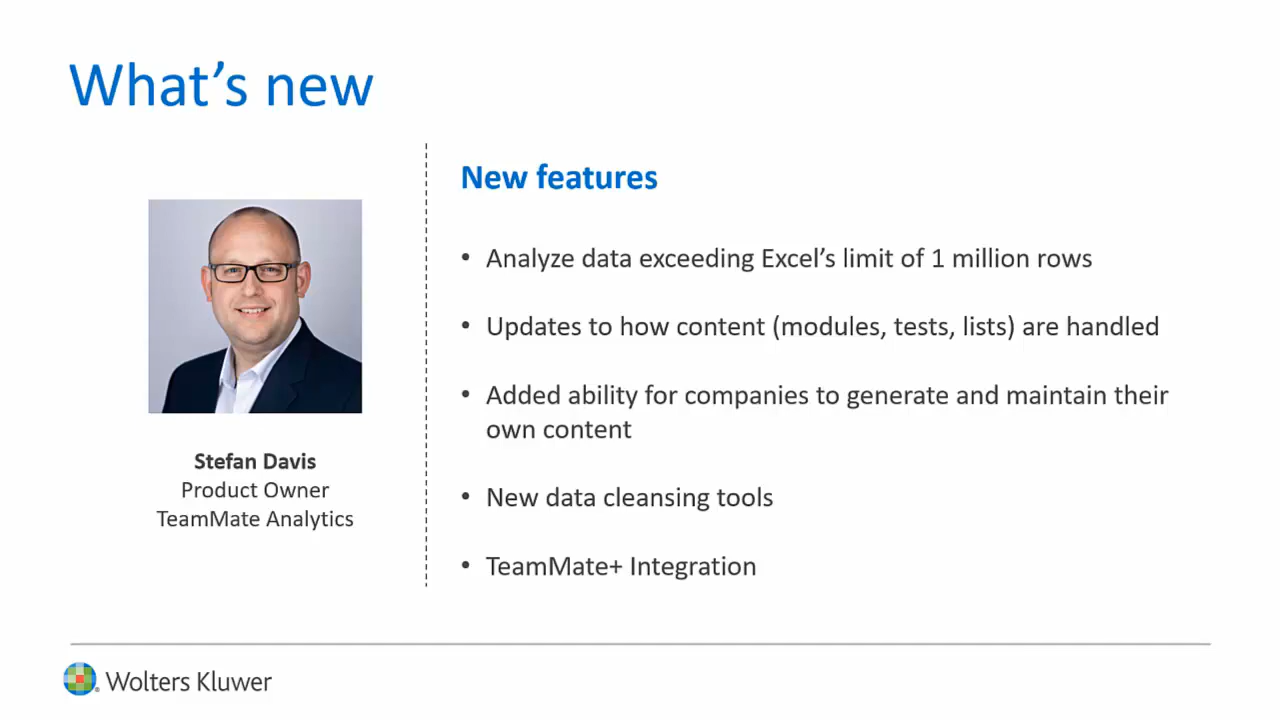 What's new
Stefan Davis
Product Owner
TeamMate Analytics
New features
• Analyze data exceeding Excel's limit of 1 million rows
• Updates to how content (modules, tests, lists) are handled
• Added ability for companies to generate and maintain their
own content
• New data cleansing tools
• TeamMate+ Integration
Wolters Kluwer